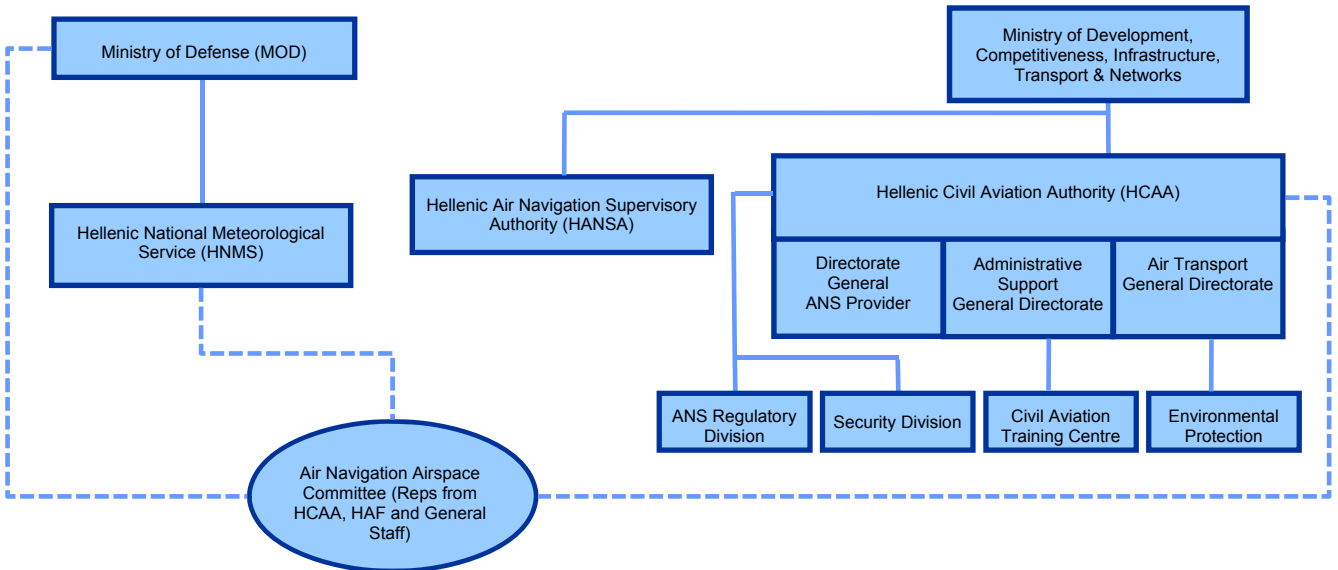 Ministry of Defense (MOD)
Ministry of Development,
Competitiveness, Infrastructure,
Transport & Networks
Hellenic National Meteorological
Service (HNMS)
Hellenic Air Navigation Supervisory
Authority (HANSA)
Hellenic Civil Aviation Authority (HCAA)
Directorate
General
ANS Provider
Administrative
Support
General Directorate
Air Transport
General Directorate
ANS Regulatory
Division
Security Division
Civil Aviation
Training Centre
Environmental
Protection
Air Navigation Airspace
Committee (Reps from
HCAA, HAF and General
Staff)